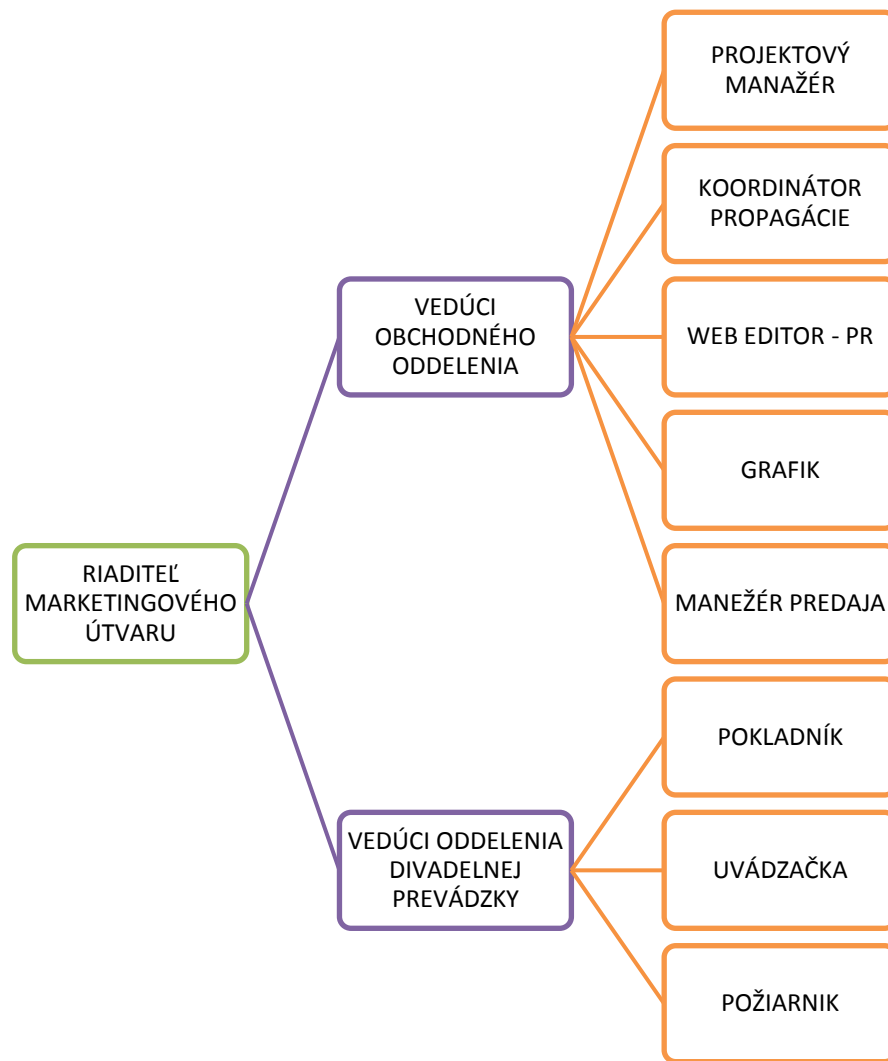 PROJEKTOVÝ
MANAŽÉR
KOORDINÁTOR
PROPAGÁCIE
VEDÚCI
OBCHODNÉHO
ODDELENIA
WEB EDITOR - PR
GRAFIK
RIADITEĽ
MARKETINGOVÉHO
ÚTVARU
MANEŽÉR PREDAJA
POKLADNÍK
VEDÚCI ODDELENIA
DIVADELNEJ
PREVÁDZKY
UVÁDZAČKA
POŽIARNIK